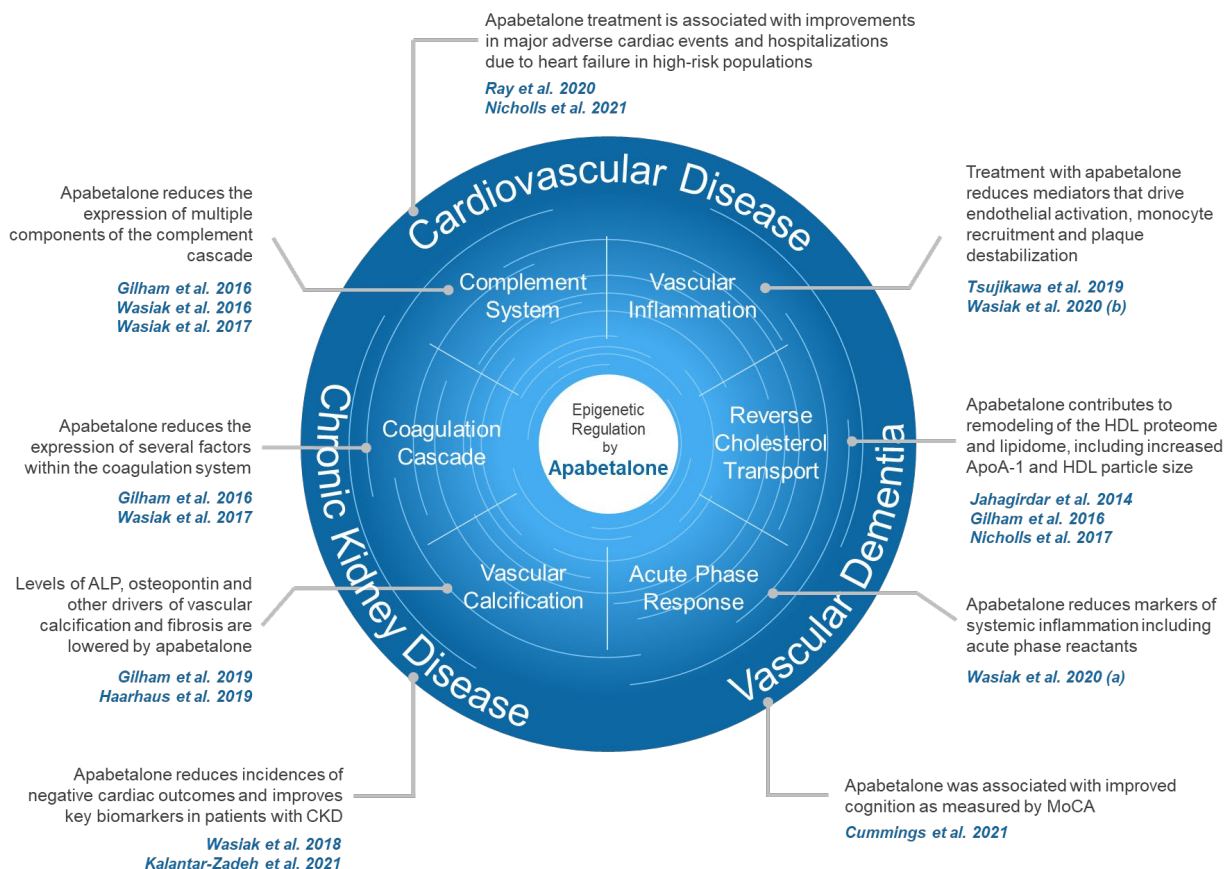 Apabetalone treatment is associated with improvements
in major adverse cardiac events and hospitalizations
due to heart failure in high-risk populations
Ray et al. 2020
Nicholls et al. 2021
Apabetalone reduces the
expression of multiple
components of the complement
cascade
Gilham et al. 2016
Wasiak et al. 2016
Wasiak et al. 2017
Treatment with apabetalone
reduces mediators that drive
endothelial activation, monocyte
recruitment and plaque
destabilization
Tsujikawa et al. 2019
Wasiak et al. 2020 (b)
Cardiovascular Disease
Complement
System
Vascular
Inflammation
Apabetalone reduces the
expression of several factors
within the coagulation system
Gilham et al. 2016
Wasiak et al. 2017
Chronic Kidney Disease
Coagulation
Cascade
Epigenetic
Regulation
by
Apabetalone
Reverse
Cholesterol
Transport
Vascular Dementia
Apabetalone contributes to
remodeling of the HDL proteome
and lipidome, including increased
ApoA-1 and HDL particle size
Jahagirdar et al. 2014
Gilham et al. 2016
Nicholls et al. 2017
Levels of ALP, osteopontin and
other drivers of vascular
calcification and fibrosis are
lowered by apabetalone
Gilham et al. 2019
Haarhaus et al. 2019
Vascular
Calcification
Acute Phase
Response
Apabetalone reduces markers of
systemic inflammation including
acute phase reactants
Wasiak et al. 2020 (a)
Apabetalone reduces incidences of
negative cardiac outcomes and improves
key biomarkers in patients with CKD
Wasiak et al. 2018
Kalantar-Zadeh et al. 2021
Apabetalone was associated with improved
cognition as measured by MoCA
Cummings et al. 2021